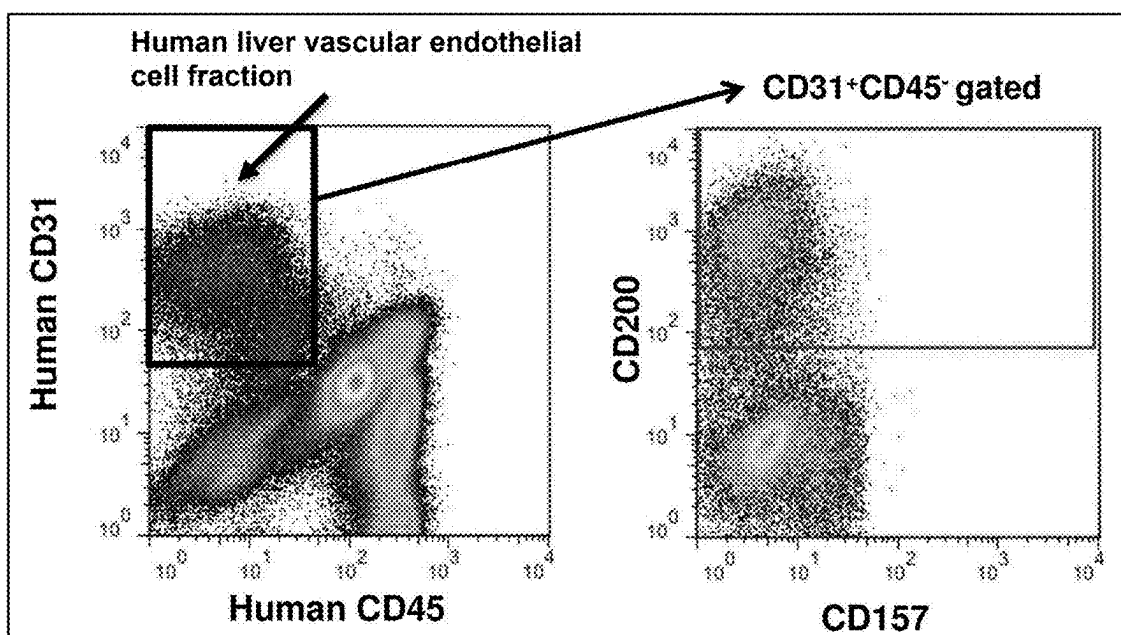 Human liver vascular endothelial
cell fraction
CD31⁺CD45⁻ gated
Human CD31
10⁴
10³
10²
10¹
10⁰
10⁰ 10¹ 10² 10³ 10⁴
Human CD45
CD200
10⁴
10³
10²
10¹
10⁰
10⁰ 10¹ 10² 10³ 10⁴
CD157